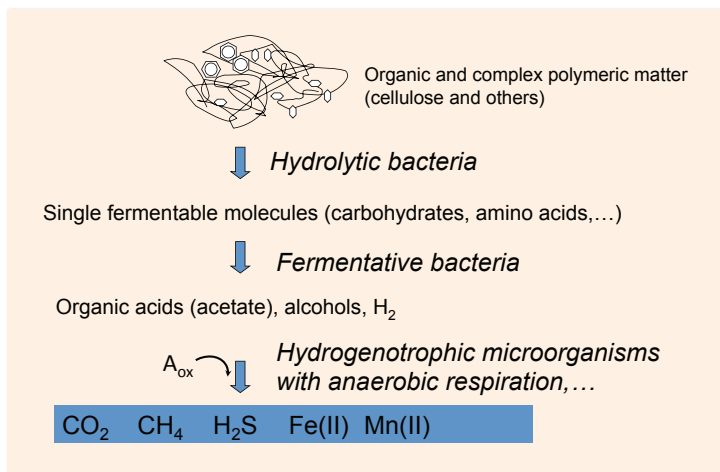 Organic and complex polymeric matter
(cellulose and others)
Hydrolytic bacteria
Single fermentable molecules (carbohydrates, amino acids,…)
Fermentative bacteria
Organic acids (acetate), alcohols, H₂
Hydrogenotrophic microorganisms
with anaerobic respiration,…
Aₒₓ
CO₂ CH₄ H₂S Fe(II) Mn(II)